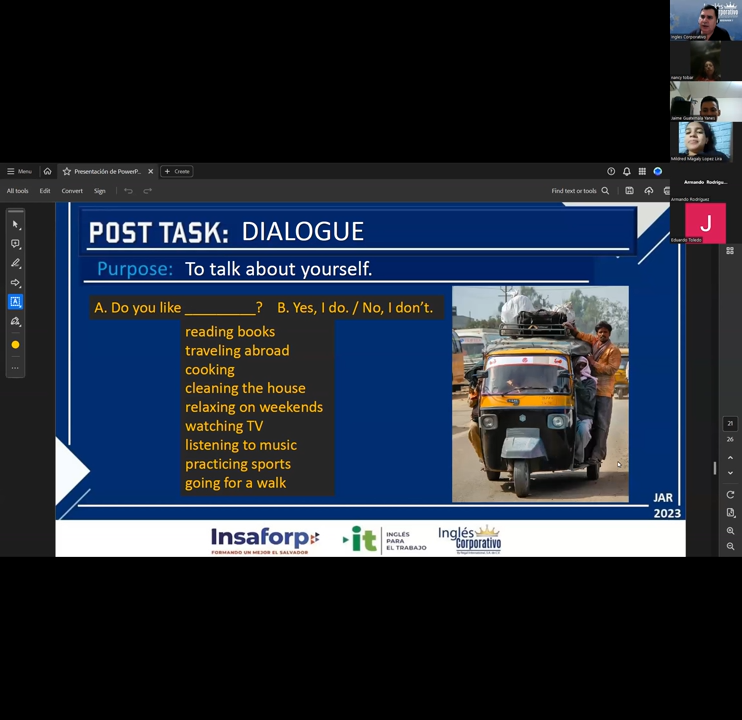 Menu
Presentación de PowerP...
Create
All tools
Edit
Convert
Sign
Find text or tools
POST TASK: DIALOGUE
Purpose: To talk about yourself.
A. Do you like __________? B. Yes, I do. / No, I don't.
reading books
traveling abroad
cooking
cleaning the house
relaxing on weekends
watching TV
listening to music
practicing sports
going for a walk
JAR
2023
Insaforp
FORMANDO UN MEJOR EL SALVADOR
it
INGLÉS
PARA
EL TRABAJO
Inglés
Corporativo
21
26
Ingles Corporativo
Jaime Guatemala Yanes
Mildred Magaly Lopez Lira
Armando Rodrigu...
Armando Rodriguez
J
Eduardo Toledo